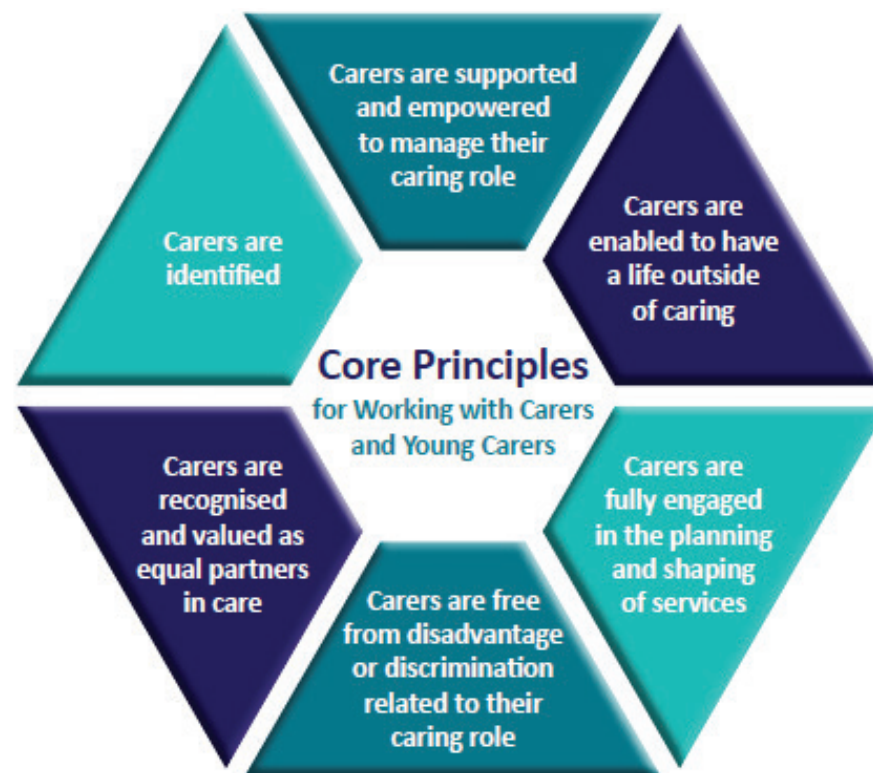 Carers are supported
and empowered
to manage their
caring role
Carers are
enabled to have
a life outside
of caring
Carers are
identified
Core Principles
for Working with Carers
and Young Carers
Carers are
recognised
and valued as
equal partners
in care
Carers are
fully engaged
in the planning
and shaping
of services
Carers are free
from disadvantage
or discrimination
related to their
caring role